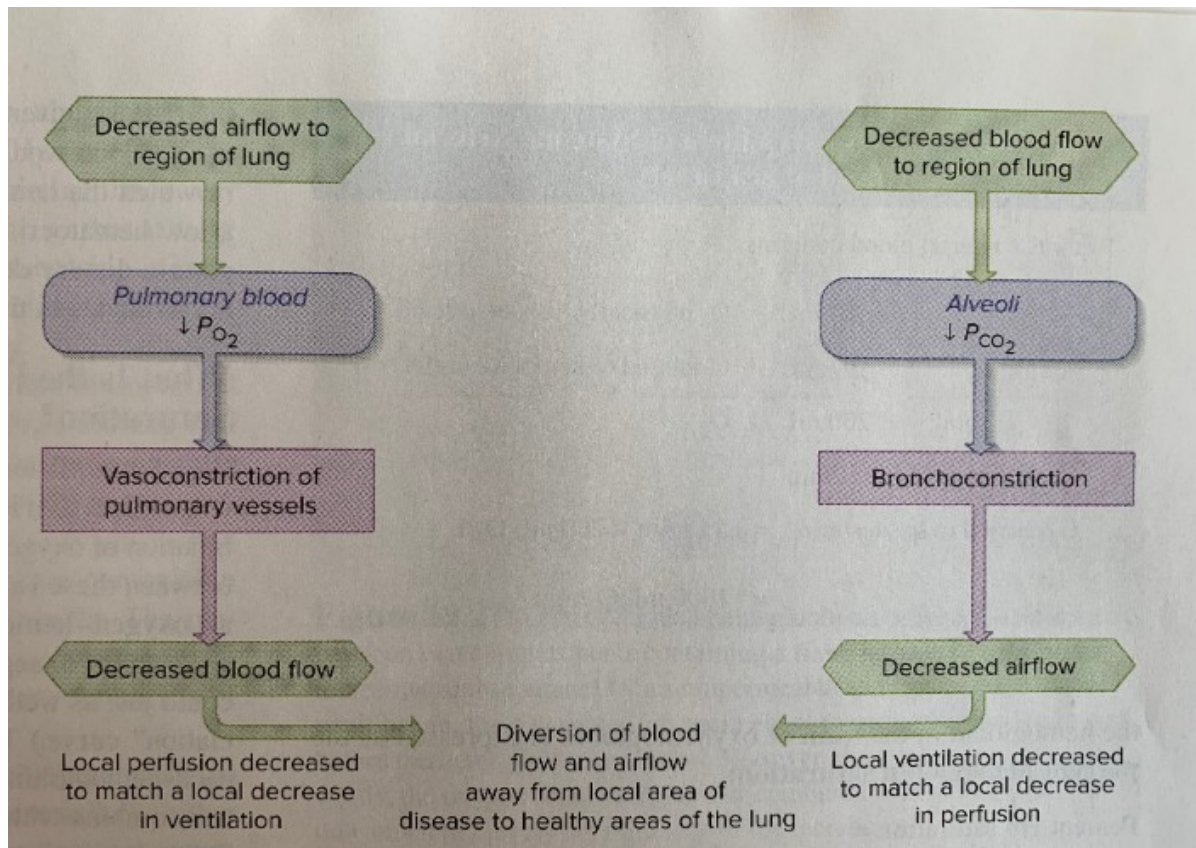 Decreased airflow to
region of lung
Pulmonary blood
↓ PO₂
Vasoconstriction of
pulmonary vessels
Decreased blood flow
Local perfusion decreased
to match a local decrease
in ventilation
Decreased blood flow
to region of lung
Alveoli
↓ PCO₂
Bronchoconstriction
Decreased airflow
Local ventilation decreased
to match a local decrease
in perfusion
Diversion of blood
flow and airflow
away from local area of
disease to healthy areas of the lung